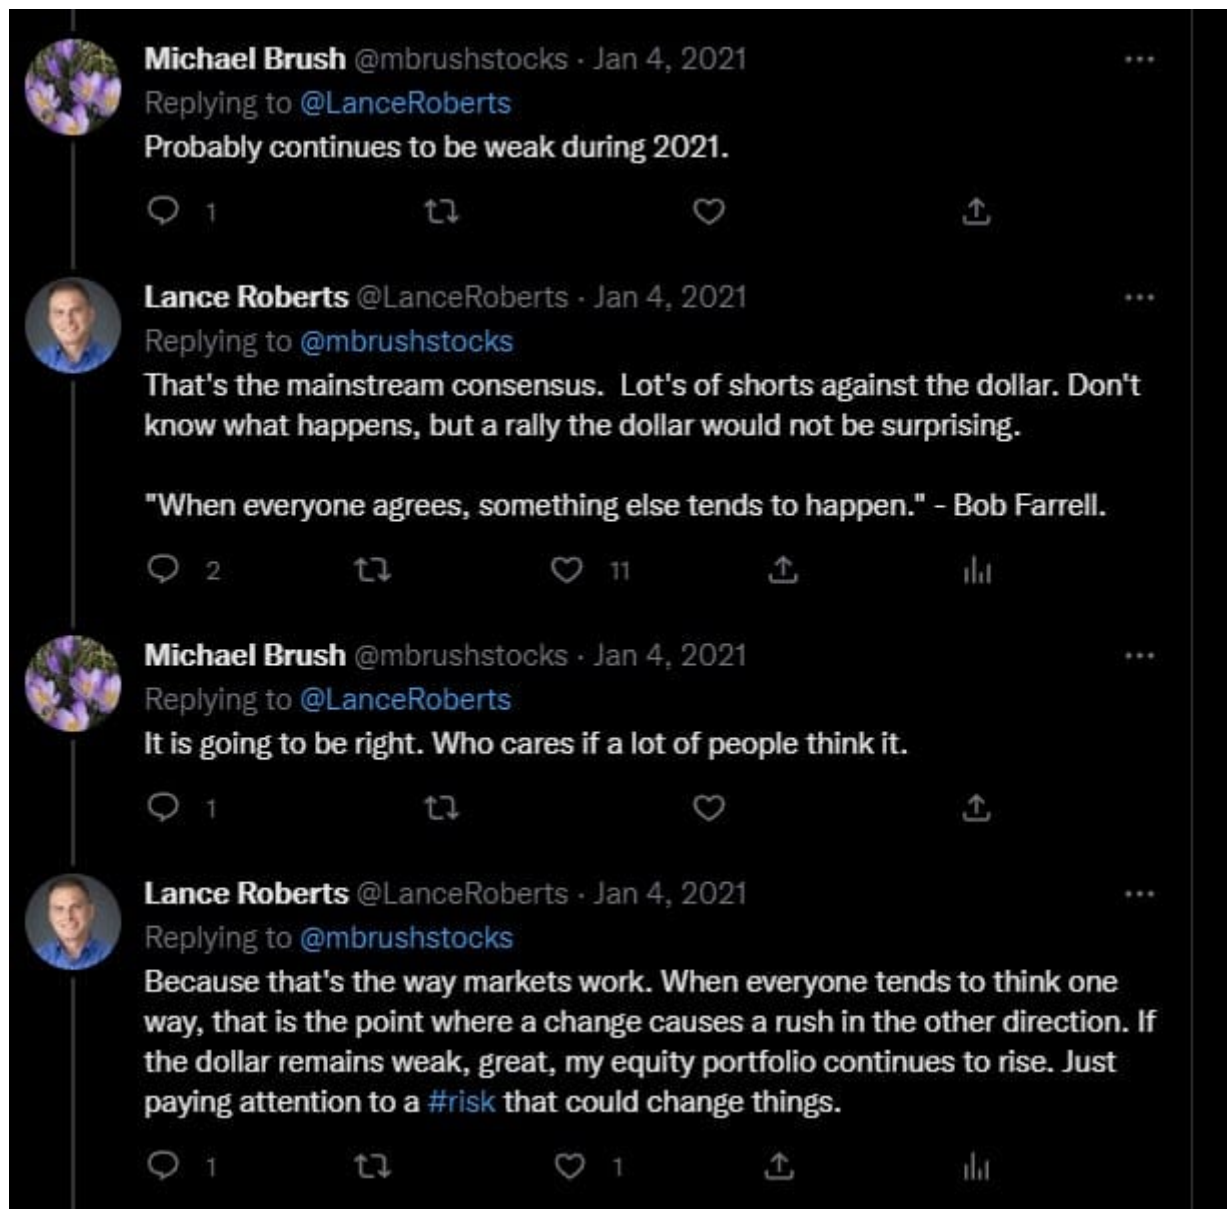 Michael Brush @mbrushstocks · Jan 4, 2021
Replying to @LanceRoberts
Probably continues to be weak during 2021.
1
Lance Roberts @LanceRoberts · Jan 4, 2021
Replying to @mbrushstocks
That's the mainstream consensus.  Lot's of shorts against the dollar. Don't
know what happens, but a rally the dollar would not be surprising.
"When everyone agrees, something else tends to happen." - Bob Farrell.
2 11
Michael Brush @mbrushstocks · Jan 4, 2021
Replying to @LanceRoberts
It is going to be right. Who cares if a lot of people think it.
1
Lance Roberts @LanceRoberts · Jan 4, 2021
Replying to @mbrushstocks
Because that's the way markets work. When everyone tends to think one
way, that is the point where a change causes a rush in the other direction. If
the dollar remains weak, great, my equity portfolio continues to rise. Just
paying attention to a #risk that could change things.
1 1